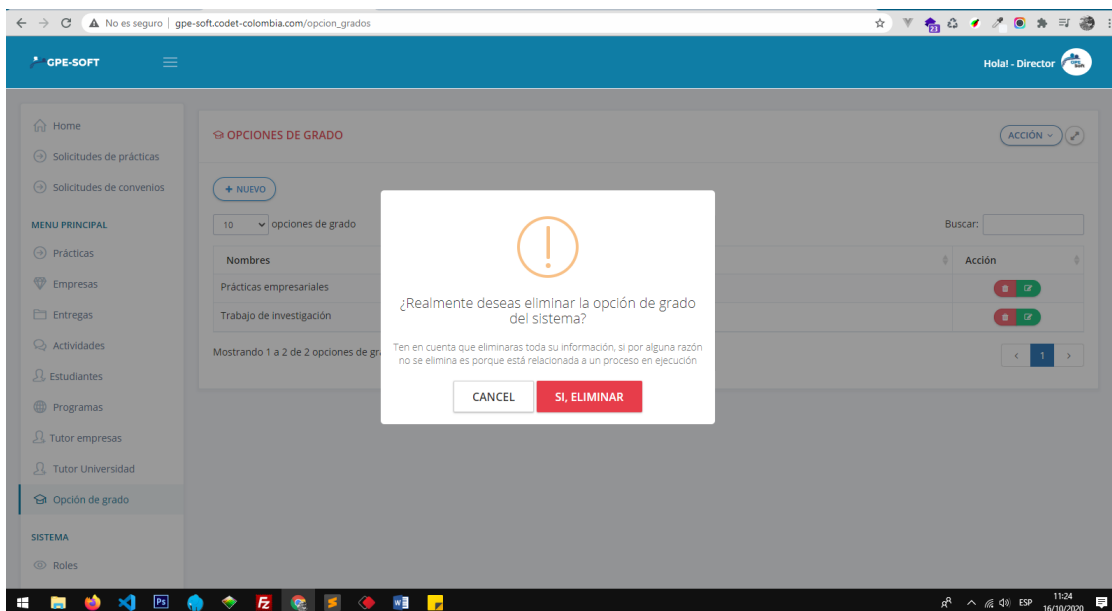 No es seguro | gpe-soft.codet-colombia.com/opcion_grados
23
GPE-SOFT
Hola! - Director
Home
Solicitudes de prácticas
Solicitudes de convenios
MENU PRINCIPAL
Prácticas
Empresas
Entregas
Actividades
Estudiantes
Programas
Tutor empresas
Tutor Universidad
Opción de grado
SISTEMA
Roles
OPCIONES DE GRADO
ACCIÓN
+ NUEVO
10 opciones de grado
Buscar:
Nombres Acción
Prácticas empresariales
Trabajo de investigación
Mostrando 1 a 2 de 2 opciones de
< 1 >
¿Realmente deseas eliminar la opción de grado
del sistema?
Ten en cuenta que eliminaras toda su información, si por alguna razón
no se elimina es porque está relacionada a un proceso en ejecución
CANCEL SI, ELIMINAR
Ps
ESP
11:24
16/10/2020